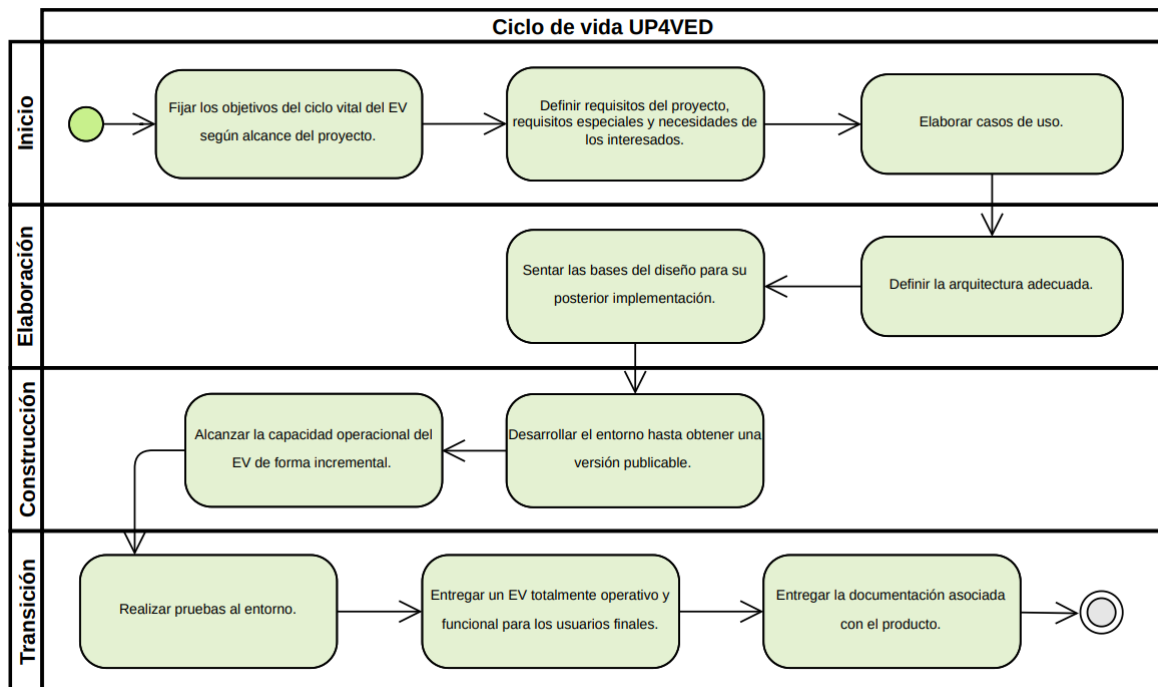 Ciclo de vida UP4VED
Inicio
Fijar los objetivos del ciclo vital del EV
según alcance del proyecto.
Definir requisitos del proyecto,
requisitos especiales y necesidades de
los interesados.
Elaborar casos de uso.
Elaboración
Sentar las bases del diseño para su
posterior implementación.
Definir la arquitectura adecuada.
Construcción
Alcanzar la capacidad operacional del
EV de forma incremental.
Desarrollar el entorno hasta obtener una
versión publicable.
Transición
Realizar pruebas al entorno.
Entregar un EV totalmente operativo y
funcional para los usuarios finales.
Entregar la documentación asociada
con el producto.